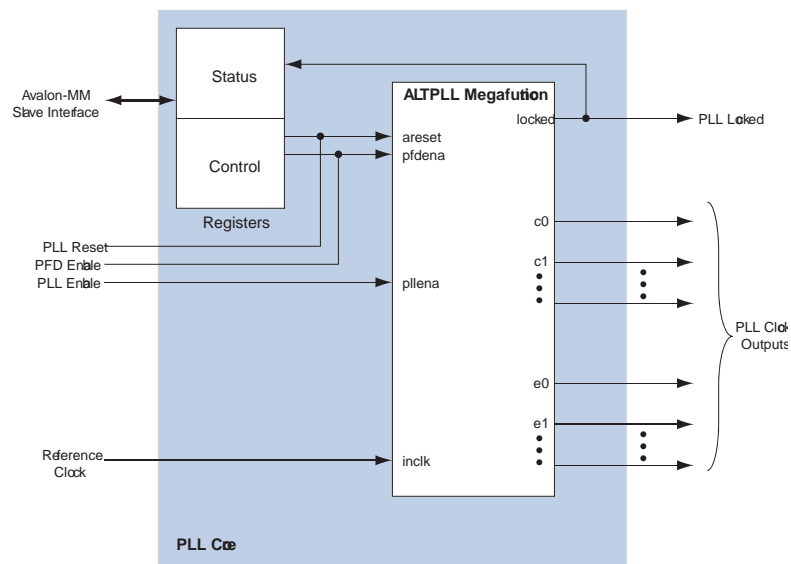 Status
Avalon-MM
Slave Interface
ALTPLL Megafunction
locked
PLL Locked
areset
pfdena
Control
Registers
c0
PLL Reset
PFD Enable
c1
PLL Enable
pllena
PLL Clock
Outputs
e0
e1
Reference
Clock
inclk
PLL Core